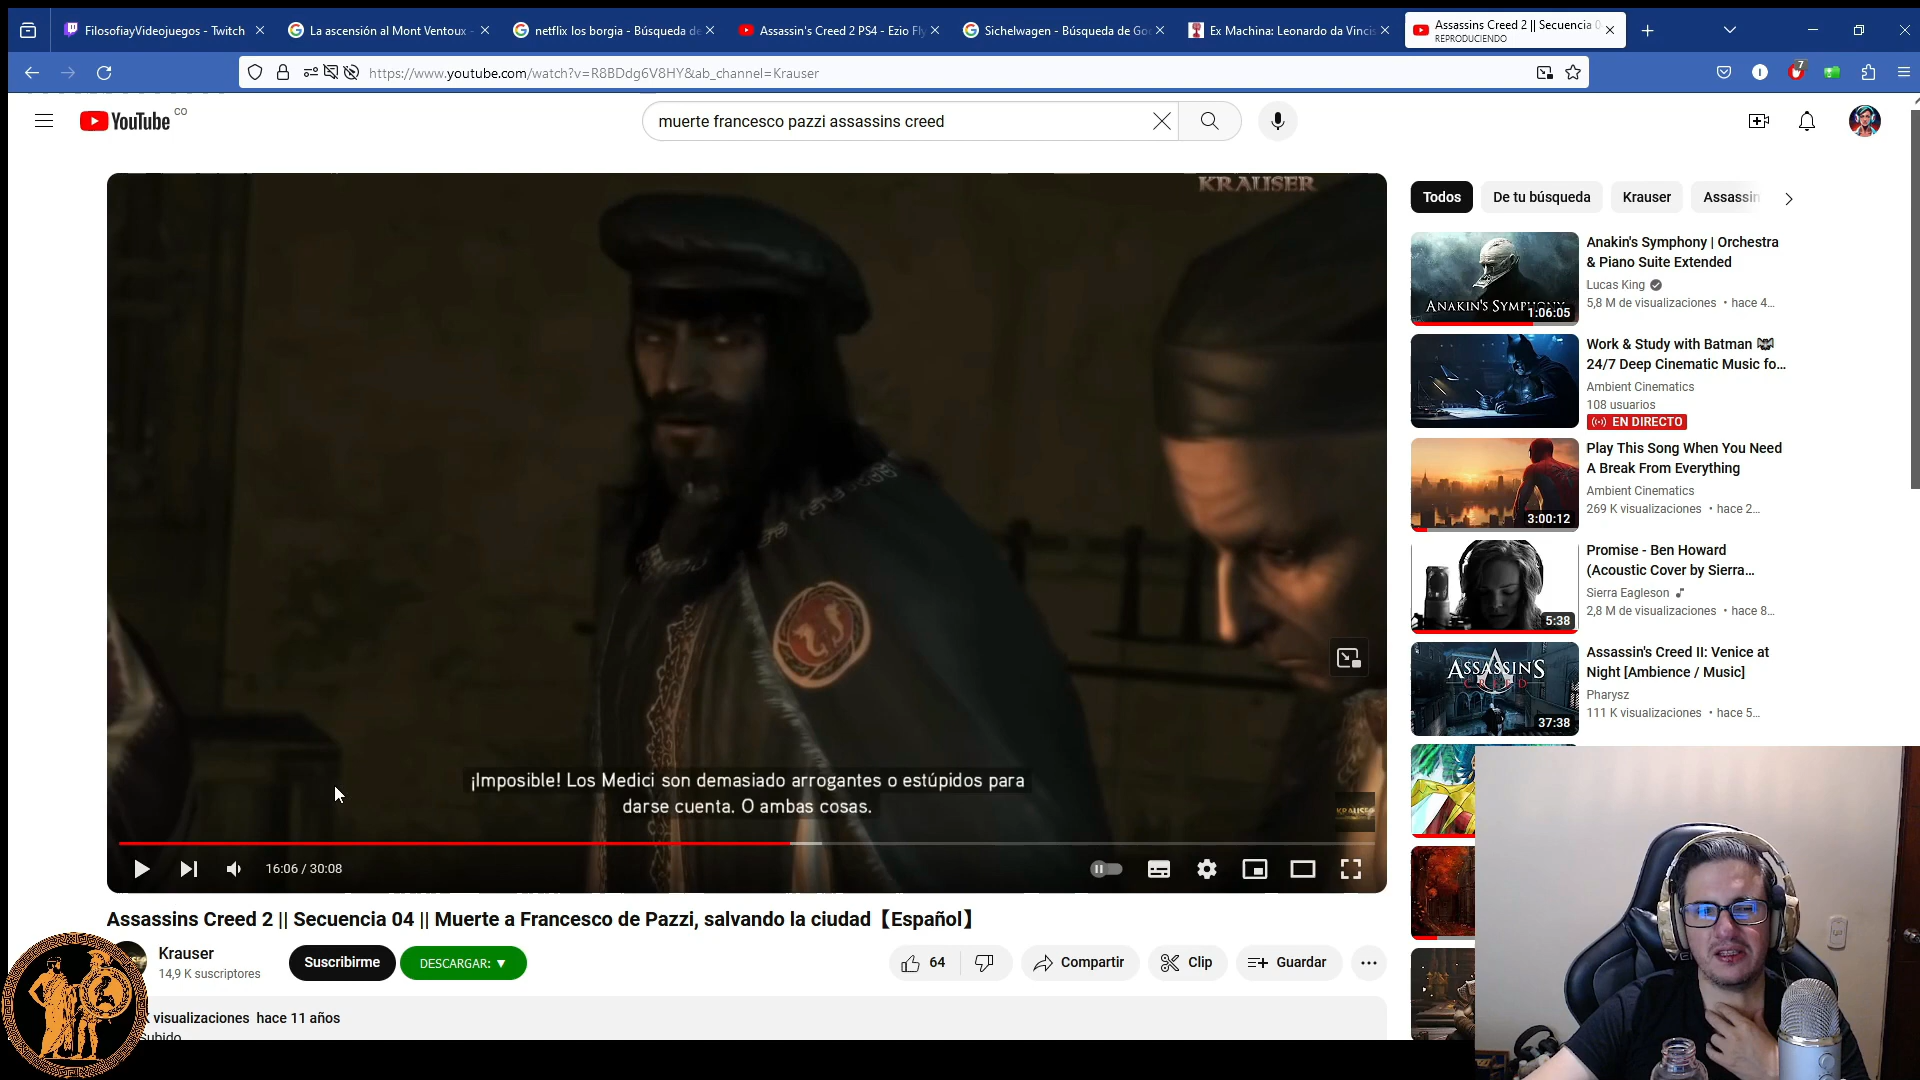 FilosofiayVideojuegos - Twitch
La ascensión al Mont Ventoux -
netflix los borgia - Búsqueda de
Assassin's Creed 2 PS4 - Ezio Fly
Sichelwagen - Búsqueda de Goo
Ex Machina: Leonardo da Vincis
Assassins Creed 2 || Secuencia 0
REPRODUCIENDO
https://www.youtube.com/watch?v=R8BDdg6V8HY&ab_channel=Krauser
7
YouTube CO
muerte francesco pazzi assassins creed
KRAUSER
¡Imposible! Los Medici son demasiado arrogantes o estúpidos para
darse cuenta. O ambas cosas.
KRAUSER
16:06 / 30:08
Assassins Creed 2 || Secuencia 04 || Muerte a Francesco de Pazzi, salvando la ciudad【Español】
Krauser
14,9 K suscriptores
Suscribirme
DESCARGAR: ▼
64
Compartir
Clip
Guardar
visualizaciones hace 11 años
Subido
Todos
De tu búsqueda
Krauser
Assassin
ANAKIN'S SYMPHONY
1:06:05
Anakin's Symphony | Orchestra
& Piano Suite Extended
Lucas King
5,8 M de visualizaciones • hace 4...
Work & Study with Batman 🦇
24/7 Deep Cinematic Music fo...
Ambient Cinematics
108 usuarios
EN DIRECTO
3:00:12
Play This Song When You Need
A Break From Everything
Ambient Cinematics
269 K visualizaciones • hace 2...
5:38
Promise - Ben Howard
(Acoustic Cover by Sierra...
Sierra Eagleson
2,8 M de visualizaciones • hace 8...
ASSASSIN'S
CREED
37:38
Assassin's Creed II: Venice at
Night [Ambience / Music]
Pharysz
111 K visualizaciones • hace 5...